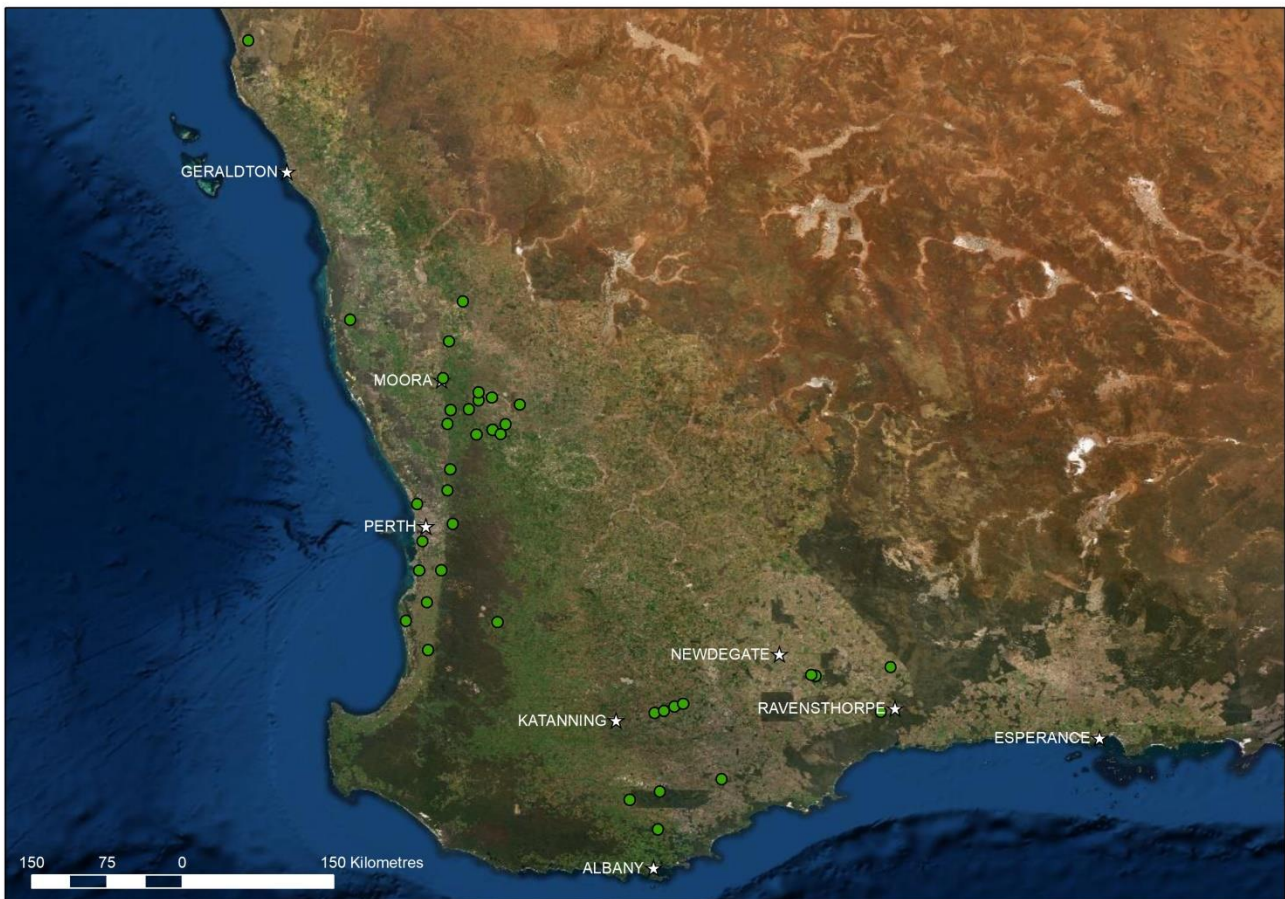 GERALDTON
MOORA
PERTH
NEWDEGATE
RAVENSTHORPE
KATANNING
ESPERANCE
ALBANY
150 75 0 150 Kilometres